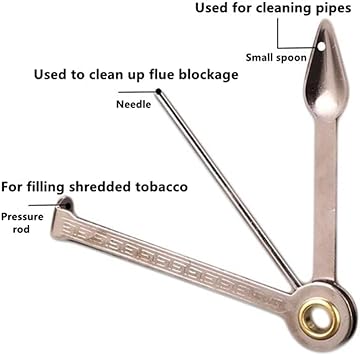 Used for cleaning pipes
Small spoon
Used to clean up flue blockage
Needle
For filling shredded tobacco
Pressure
rod